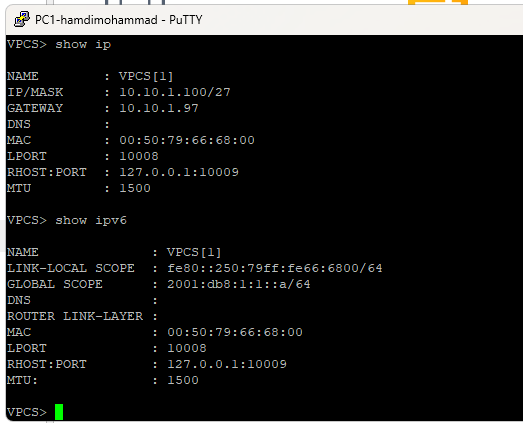 PC1-hamdimohammad - PuTTY
VPCS> show ip
NAME        : VPCS[1]
IP/MASK     : 10.10.1.100/27
GATEWAY     : 10.10.1.97
DNS         :
MAC         : 00:50:79:66:68:00
LPORT       : 10008
RHOST:PORT  : 127.0.0.1:10009
MTU         : 1500
VPCS> show ipv6
NAME              : VPCS[1]
LINK-LOCAL SCOPE  : fe80::250:79ff:fe66:6800/64
GLOBAL SCOPE      : 2001:db8:1:1::a/64
DNS               :
ROUTER LINK-LAYER :
MAC               : 00:50:79:66:68:00
LPORT             : 10008
RHOST:PORT        : 127.0.0.1:10009
MTU:              : 1500
VPCS>